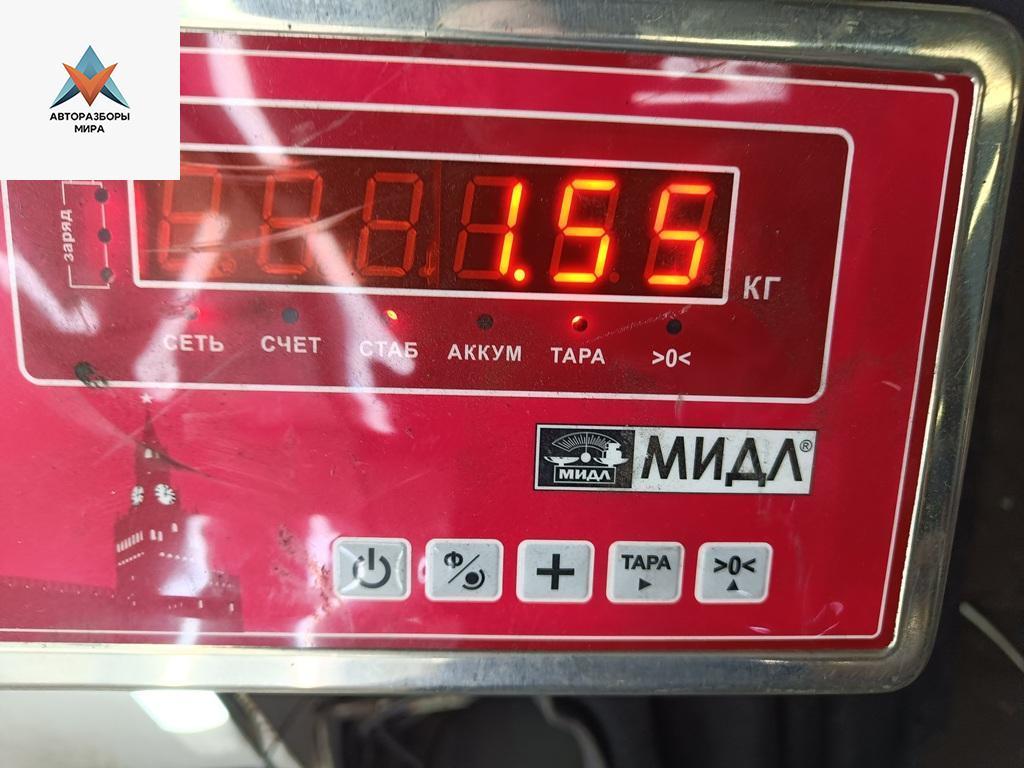 АВТОРАЗБОРЫ
МИРА
заряд
1.55
КГ
СЕТЬ СЧЕТ СТАБ АККУМ ТАРА >0<
МИДЛ МИДЛ®
Ф ТАРА >0<